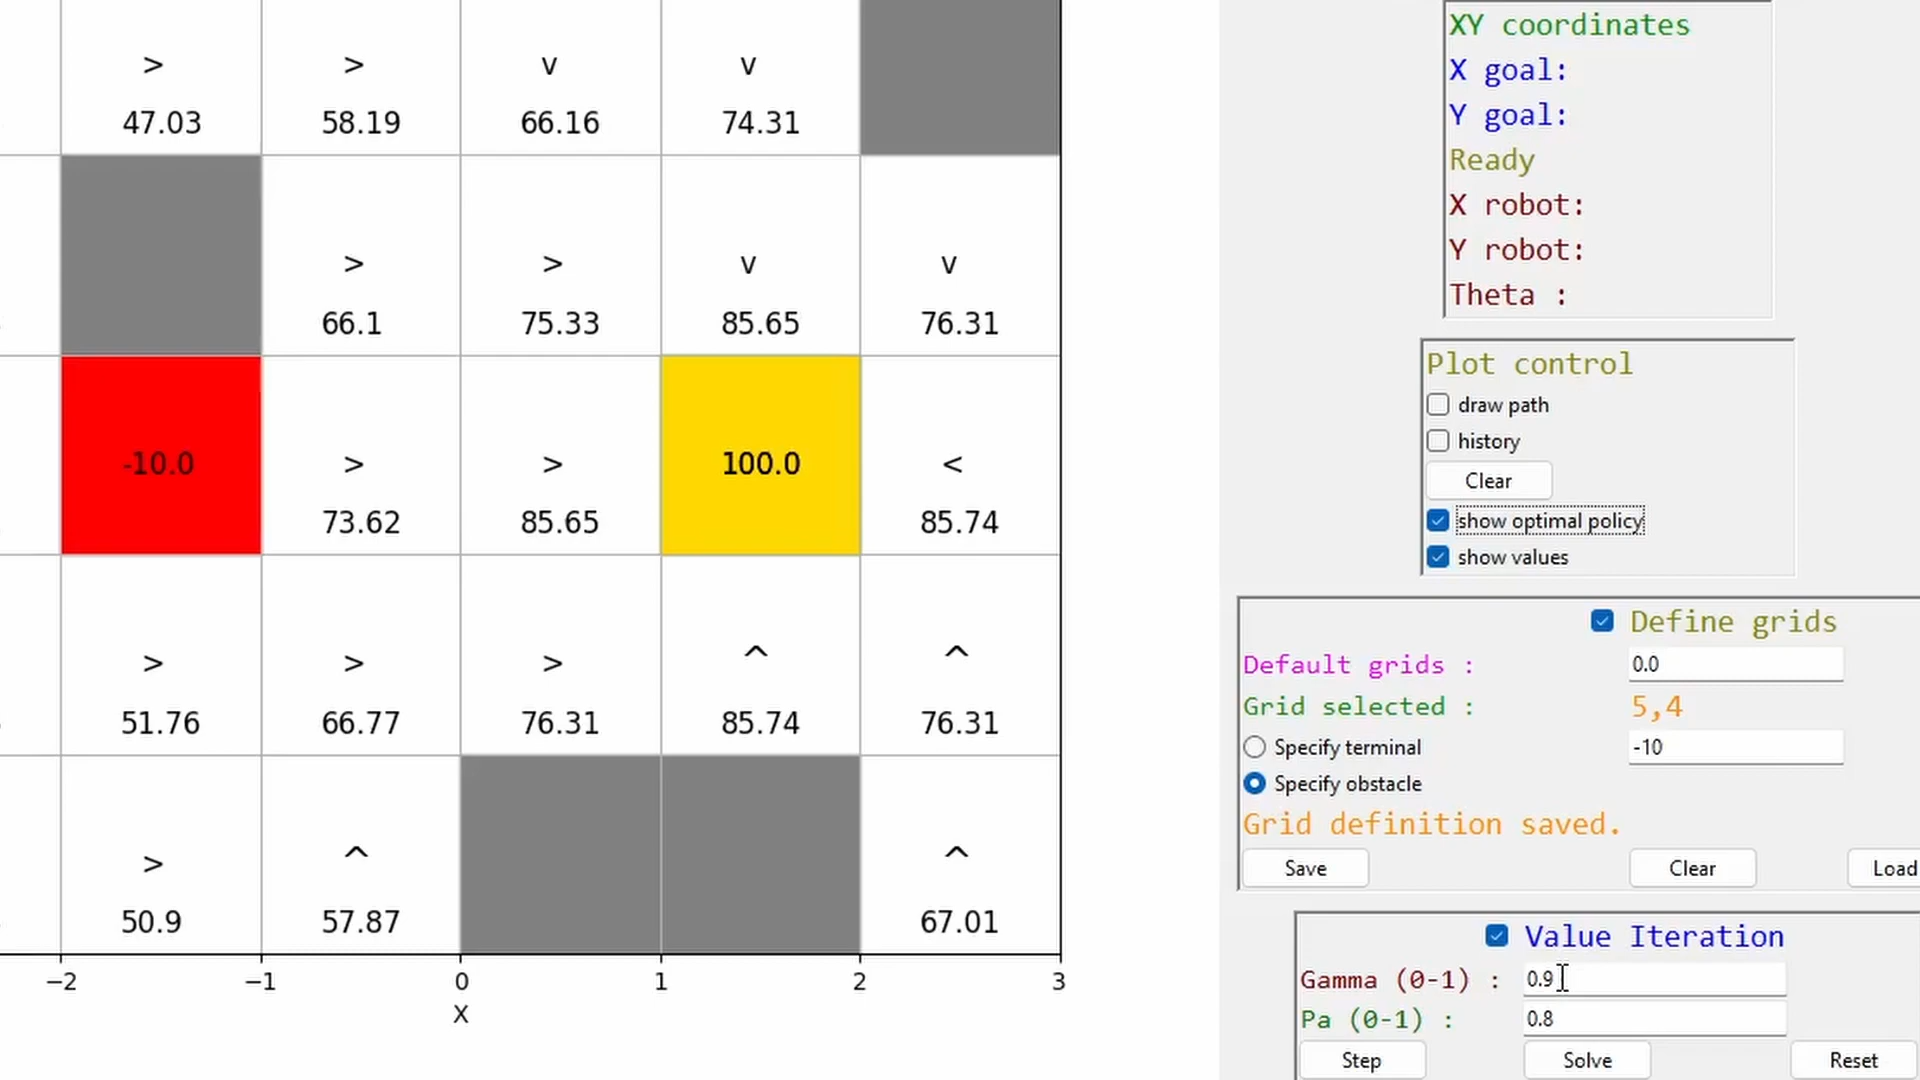 > > v v
47.03 58.19 66.16 74.31
> > v v
66.1 75.33 85.65 76.31
-10.0 > > 100.0 <
73.62 85.65 85.74
> > > ^ ^
51.76 66.77 76.31 85.74 76.31
> ^ ^
50.9 57.87 67.01
−2 −1 0 1 2 3
X
XY coordinates
X goal:
Y goal:
Ready
X robot:
Y robot:
Theta :
Plot control
draw path
history
Clear
show optimal policy
show values
Define grids
Default grids : 0.0
Grid selected : 5,4
Specify terminal -10
Specify obstacle
Grid definition saved.
Save Clear Load
Value Iteration
Gamma (0-1) : 0.9
Pa (0-1) : 0.8
Step Solve Reset